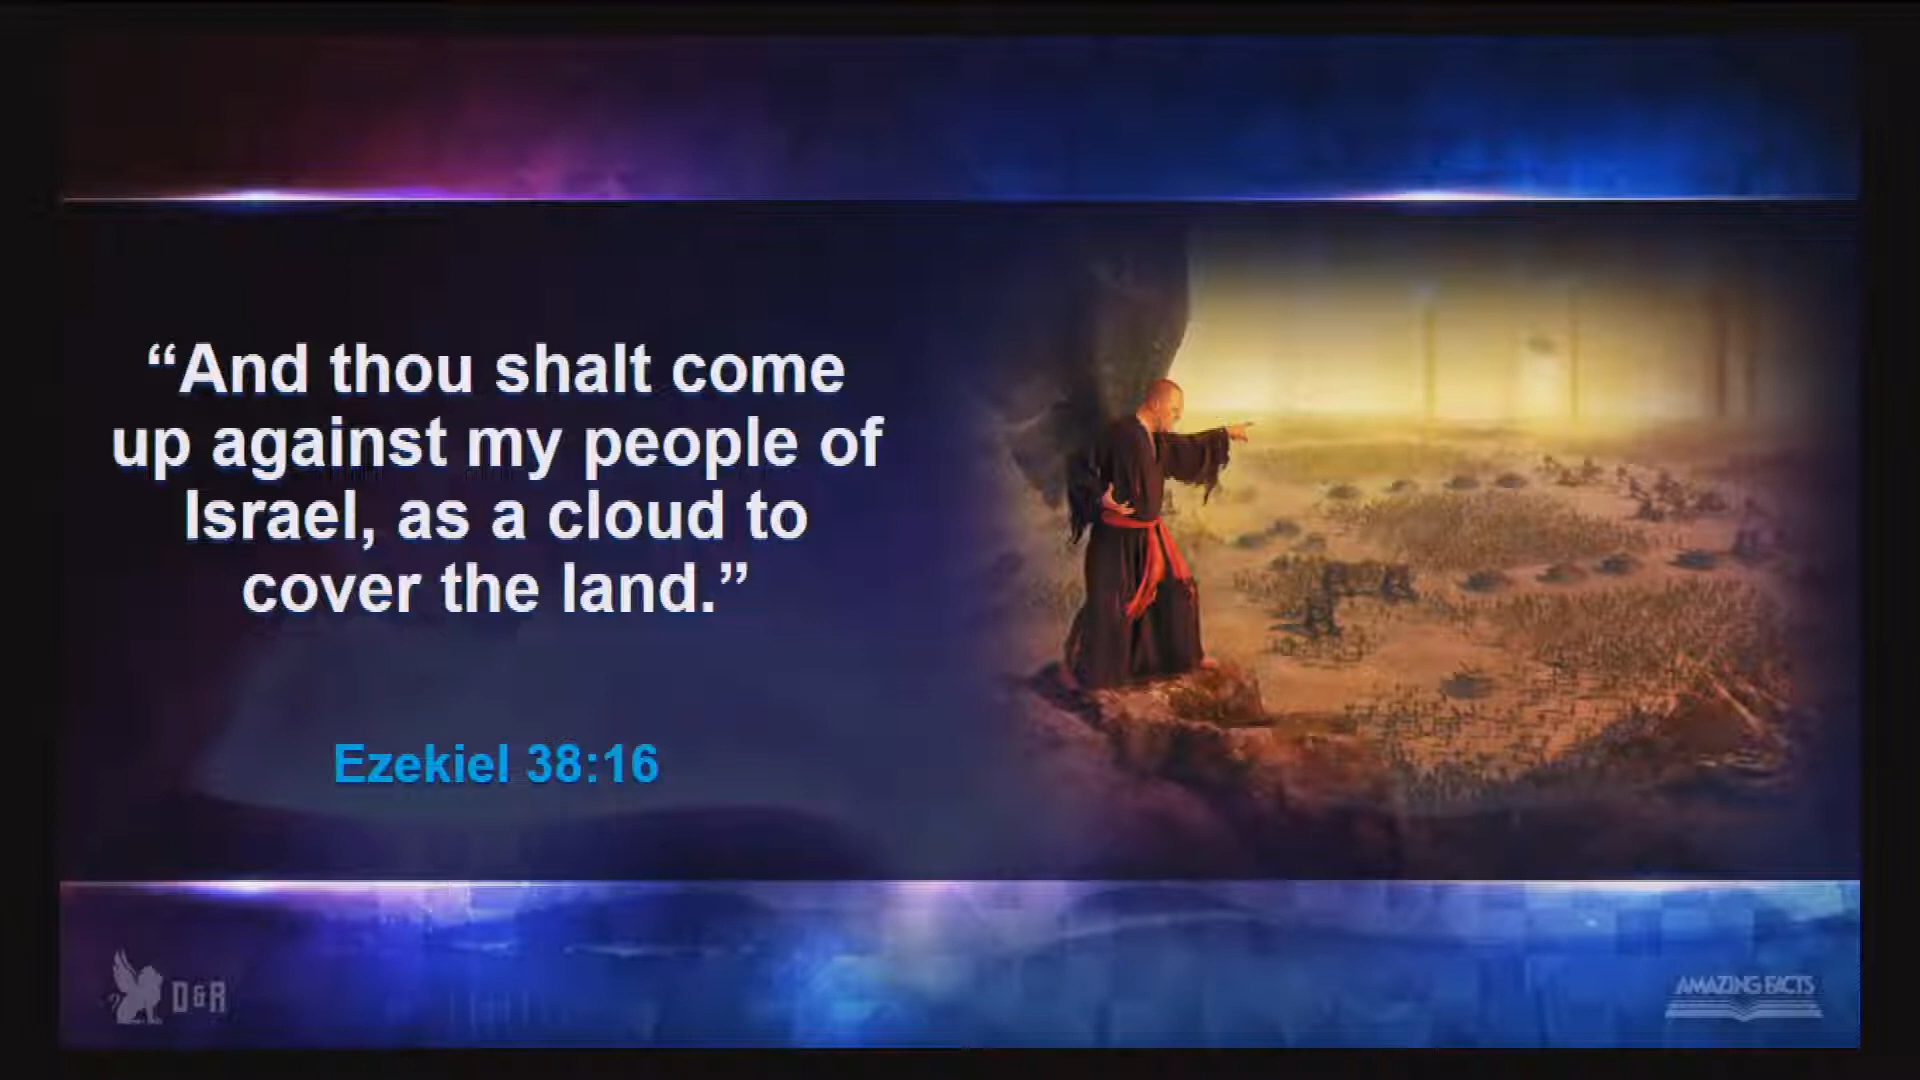 “And thou shalt come
up against my people of
Israel, as a cloud to
cover the land.”
Ezekiel 38:16
D&R
AMAZING FACTS